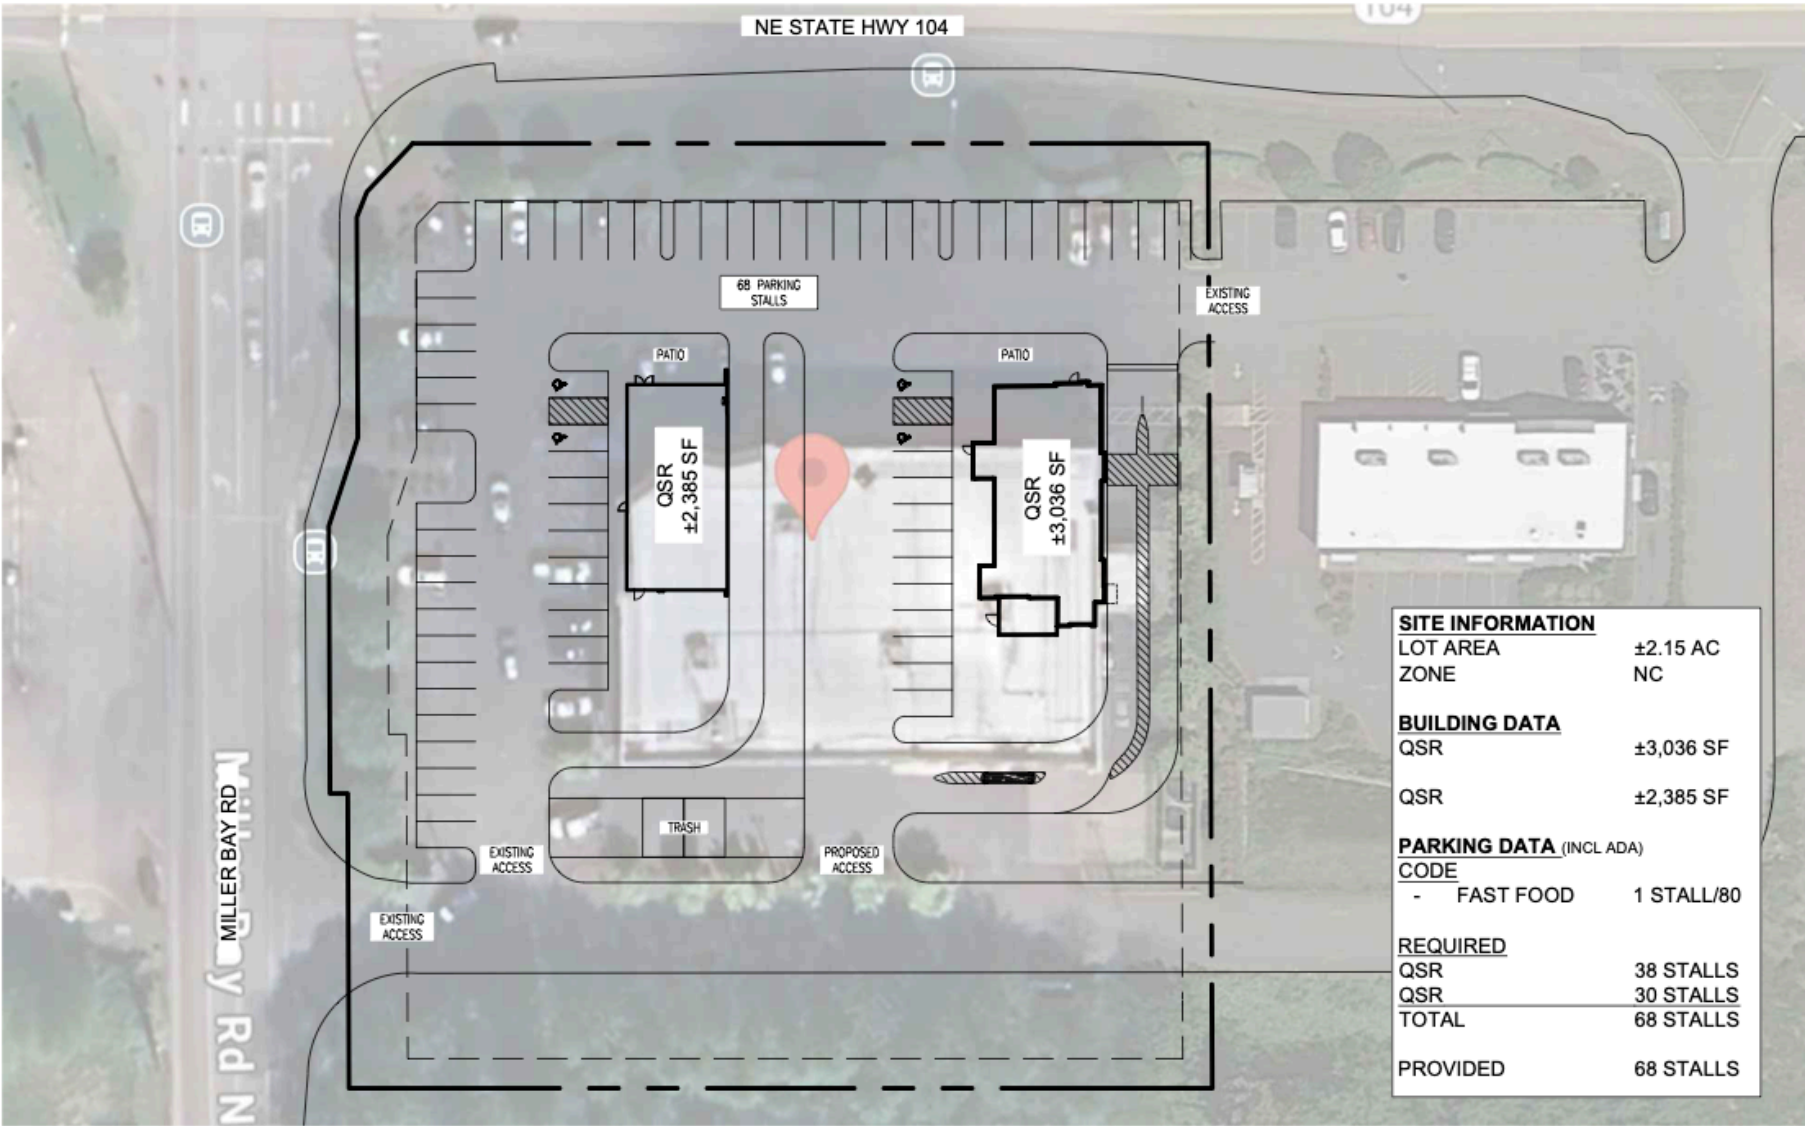 104
NE STATE HWY 104
68 PARKING
STALLS
EXISTING
ACCESS
PATIO
PATIO
QSR
±2,385 SF
QSR
±3,036 SF
TRASH
EXISTING
ACCESS
PROPOSED
ACCESS
EXISTING
ACCESS
MILLER BAY RD
Miller Bay Rd N
SITE INFORMATION
LOT AREA ±2.15 AC
ZONE NC
BUILDING DATA
QSR ±3,036 SF
QSR ±2,385 SF
PARKING DATA (INCL ADA)
CODE
- FAST FOOD 1 STALL/80
REQUIRED
QSR 38 STALLS
QSR 30 STALLS
TOTAL 68 STALLS
PROVIDED 68 STALLS